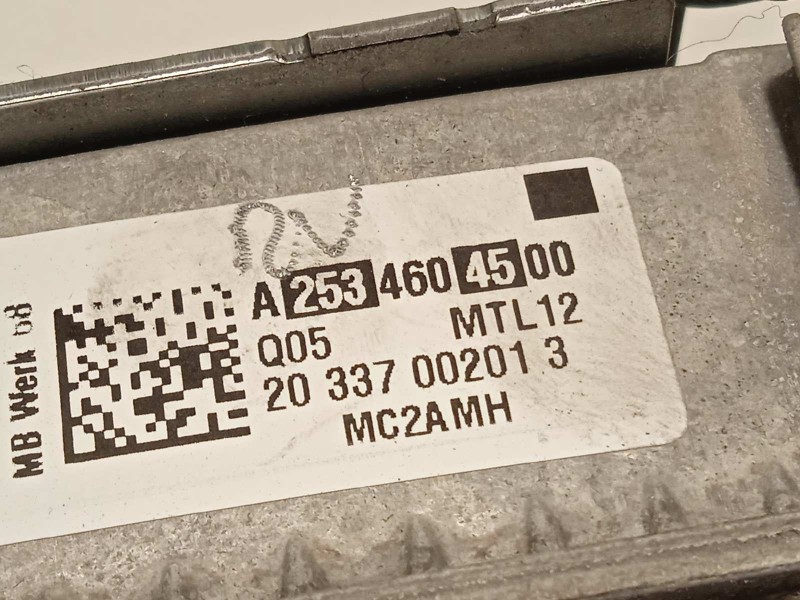 A 253 460 45 00
Q05 MTL12
20 337 00201 3
MC2AMH
MB Werk 68